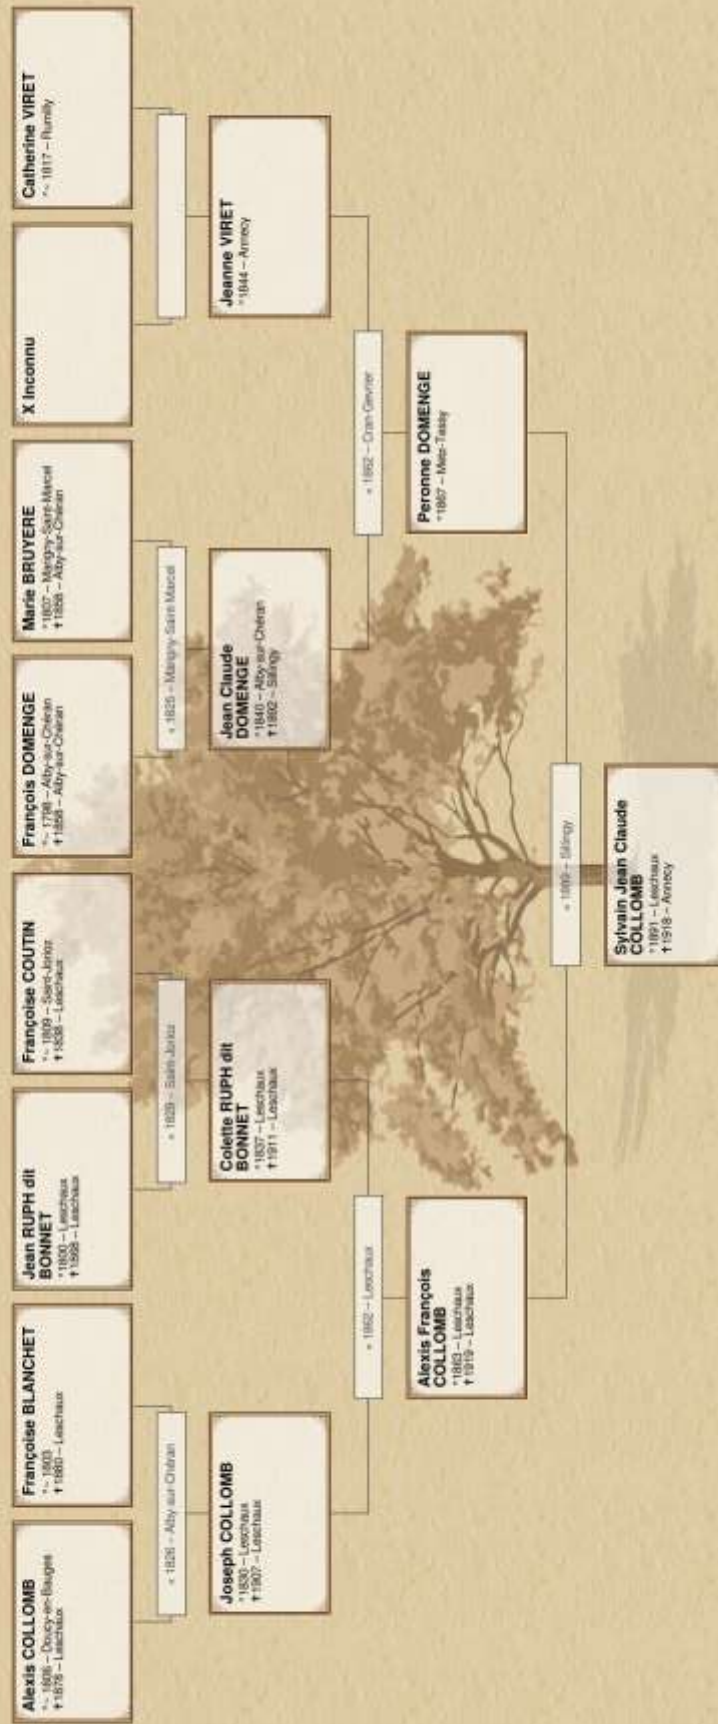 Alexis COLLOMB
*~ 1806 – Doucy-en-Bauges
†1878 – Leschaux
Françoise BLANCHET
*~ 1803
†1880 – Leschaux
Jean RUPH dit
BONNET
*1800 – Leschaux
†1868 – Leschaux
Françoise COUTIN
*~ 1809 – Saint-Jorioz
†1838 – Leschaux
François DOMENGE
*~ 1798 – Alby-sur-Chéran
†1858 – Alby-sur-Chéran
Marie BRUYERE
*1807 – Marigny-Saint-Marcel
†1858 – Alby-sur-Chéran
X Inconnu
Catherine VIRET
*~ 1817 – Rumilly
× 1826 – Alby-sur-Chéran
× 1829 – Saint-Jorioz
× 1825 – Marigny-Saint-Marcel
Joseph COLLOMB
*1830 – Leschaux
†1907 – Leschaux
Colette RUPH dit
BONNET
*1837 – Leschaux
†1911 – Leschaux
Jean Claude
DOMENGE
*1840 – Alby-sur-Chéran
†1892 – Sillingy
Jeanne VIRET
*1844 – Annecy
× 1862 – Leschaux
× 1862 – Cran-Gevrier
Alexis François
COLLOMB
*1863 – Leschaux
†1919 – Leschaux
Peronne DOMENGE
*1867 – Metz-Tessy
× 1889 – Sillingy
Sylvain Jean Claude
COLLOMB
*1891 – Leschaux
†1918 – Annecy